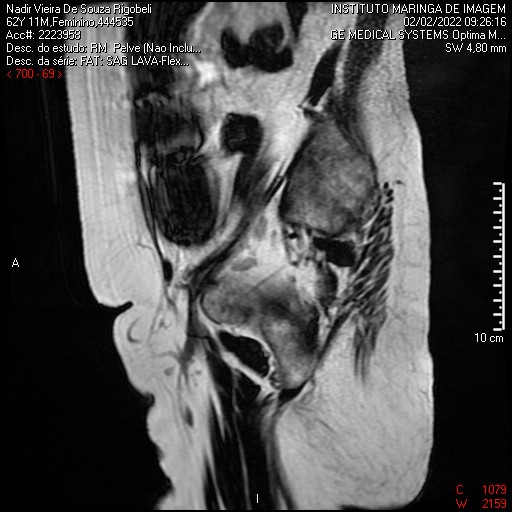 Nadir Vieira De Souza Rigobeli
62Y 11M,Feminino,444535
Acc#: 2223953
Desc. do estudo: RM Pelve (Nao Inclu...
Desc. da série: FAT: SAG LAVA-Flex...
< 700 - 69 >
INSTITUTO MARINGA DE IMAGEM
02/02/2022 09:26:16
GE MEDICAL SYSTEMS Optima M...
SW 4,80 mm
A
10 cm
I
C 1079
W 2159